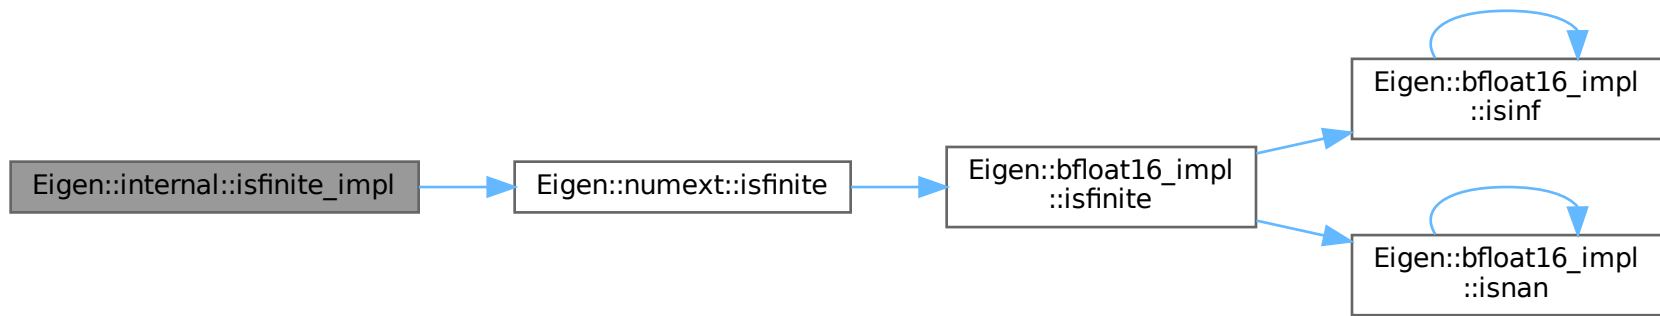 Eigen::internal::isfinite_impl
Eigen::numext::isfinite
Eigen::bfloat16_impl
::isfinite
Eigen::bfloat16_impl
::isinf
Eigen::bfloat16_impl
::isnan